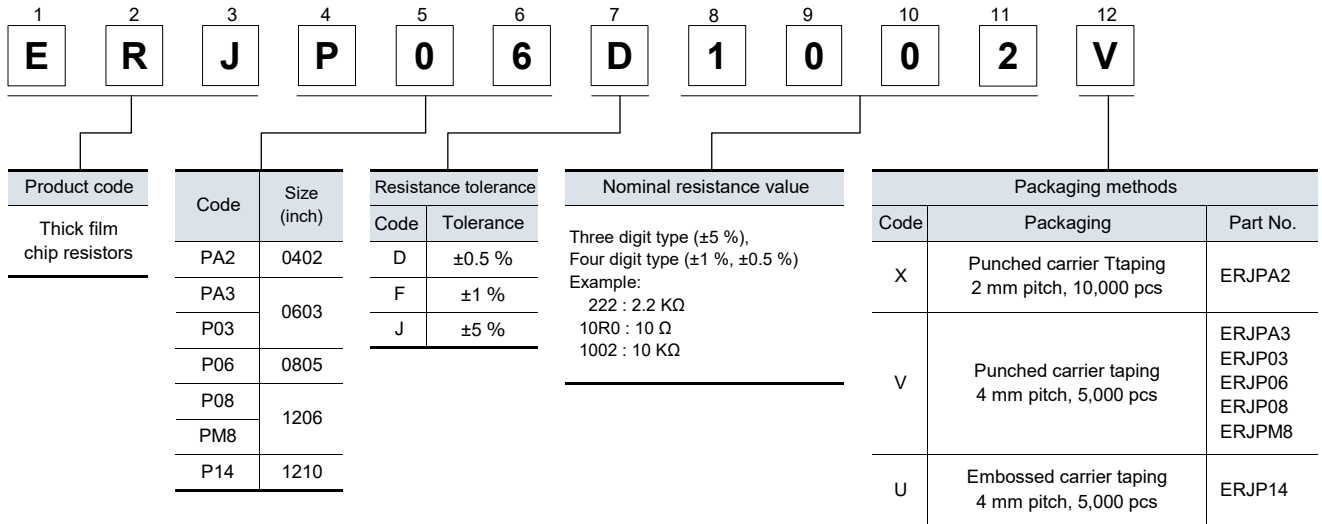 1 2 3 4 5 6 7 8 9 10 11 12
E R J P 0 6 D 1 0 0 2 V
Product code
Thick film
chip resistors
Code Size
(inch)
PA2 0402
PA3 0603
P03
P06 0805
P08 1206
PM8
P14 1210
Resistance tolerance
Code Tolerance
D ±0.5 %
F ±1 %
J ±5 %
Nominal resistance value
Three digit type (±5 %),
Four digit type (±1 %, ±0.5 %)
Example:
222 : 2.2 KΩ
10R0 : 10 Ω
1002 : 10 KΩ
Packaging methods
Code Packaging Part No.
X Punched carrier Ttaping
2 mm pitch, 10,000 pcs ERJPA2
V Punched carrier taping
4 mm pitch, 5,000 pcs
ERJPA3
ERJP03
ERJP06
ERJP08
ERJPM8
U Embossed carrier taping
4 mm pitch, 5,000 pcs ERJP14